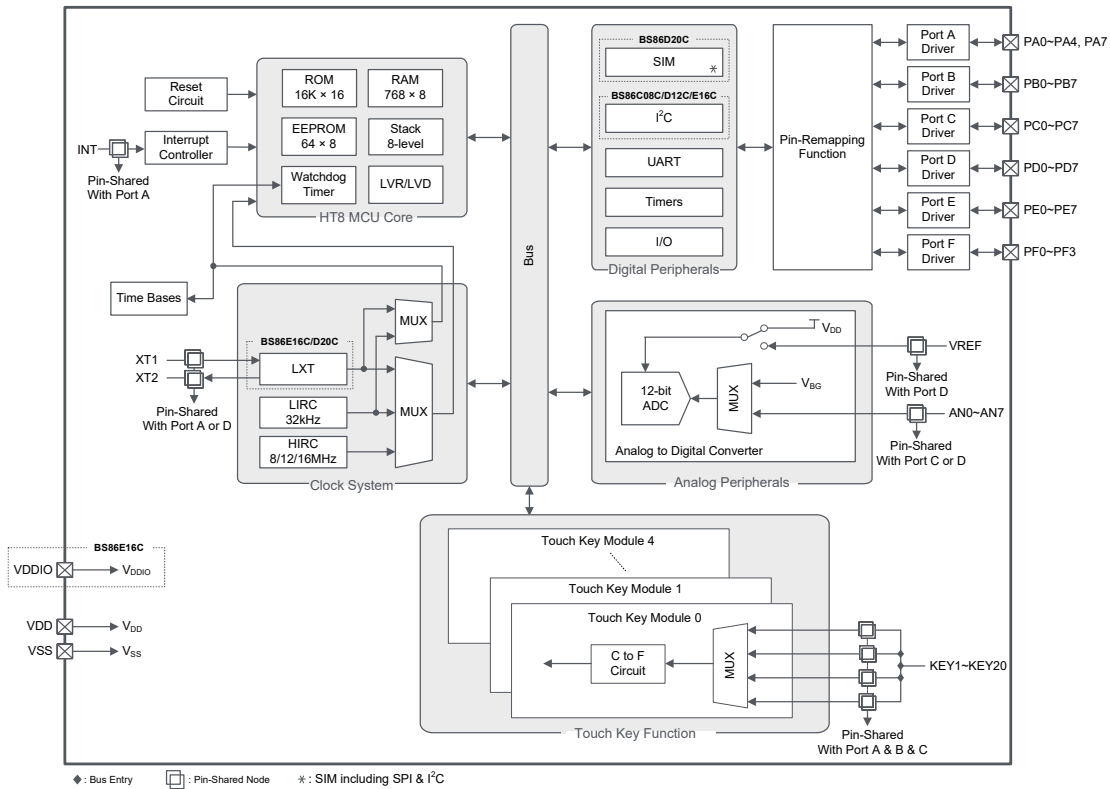 Reset
Circuit
INT
Interrupt
Controller
Pin-Shared
With Port A
ROM
16K × 16
RAM
768 × 8
EEPROM
64 × 8
Stack
8-level
Watchdog
Timer
LVR/LVD
HT8 MCU Core
Time Bases
BS86E16C/D20C
LXT
XT1
XT2
Pin-Shared
With Port A or D
LIRC
32kHz
HIRC
8/12/16MHz
MUX
MUX
Clock System
Bus
BS86D20C
SIM
*
BS86C08C/D12C/E16C
I²C
UART
Timers
I/O
Digital Peripherals
Pin-Remapping
Function
Port A
Driver
PA0~PA4, PA7
Port B
Driver
PB0~PB7
Port C
Driver
PC0~PC7
Port D
Driver
PD0~PD7
Port E
Driver
PE0~PE7
Port F
Driver
PF0~PF3
VDD
VREF
Pin-Shared
With Port D
12-bit
ADC
MUX
VBG
AN0~AN7
Pin-Shared
With Port C or D
Analog to Digital Converter
Analog Peripherals
BS86E16C
VDDIO
VDDIO
VDD
VDD
VSS
VSS
Touch Key Module 4
Touch Key Module 1
Touch Key Module 0
C to F
Circuit
MUX
KEY1~KEY20
Pin-Shared
With Port A & B & C
Touch Key Function
: Bus Entry
: Pin-Shared Node
* : SIM including SPI & I²C